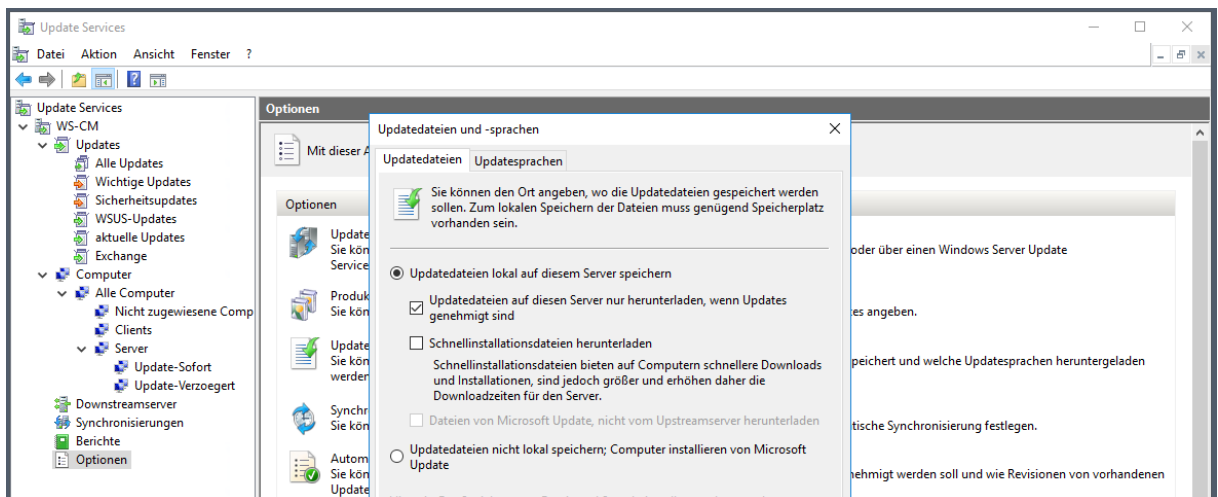 Update Services
Datei Aktion Ansicht Fenster ?
Update Services
WS-CM
Updates
Alle Updates
Wichtige Updates
Sicherheitsupdates
WSUS-Updates
aktuelle Updates
Exchange
Computer
Alle Computer
Nicht zugewiesene Comp
Clients
Server
Update-Sofort
Update-Verzoegert
Downstreamserver
Synchronisierungen
Berichte
Optionen
Optionen
Mit dieser A
Optionen
Update
Sie kön
Service
oder über einen Windows Server Update
Produk
Sie kön
es angeben.
Update
Sie kön
werden
peichert und welche Updatesprachen heruntergeladen
Synchr
Sie kön
tische Synchronisierung festlegen.
Autom
Sie kön
Update
nehmigt werden soll und wie Revisionen von vorhandenen
Updatedateien und -sprachen
Updatedateien Updatesprachen
Sie können den Ort angeben, wo die Updatedateien gespeichert werden
sollen. Zum lokalen Speichern der Dateien muss genügend Speicherplatz
vorhanden sein.
Updatedateien lokal auf diesem Server speichern
Updatedateien auf diesen Server nur herunterladen, wenn Updates
genehmigt sind
Schnellinstallationsdateien herunterladen
Schnellinstallationsdateien bieten auf Computern schnellere Downloads
und Installationen, sind jedoch größer und erhöhen daher die
Downloadzeiten für den Server.
Dateien von Microsoft Update, nicht vom Upstreamserver herunterladen
Updatedateien nicht lokal speichern; Computer installieren von Microsoft
Update